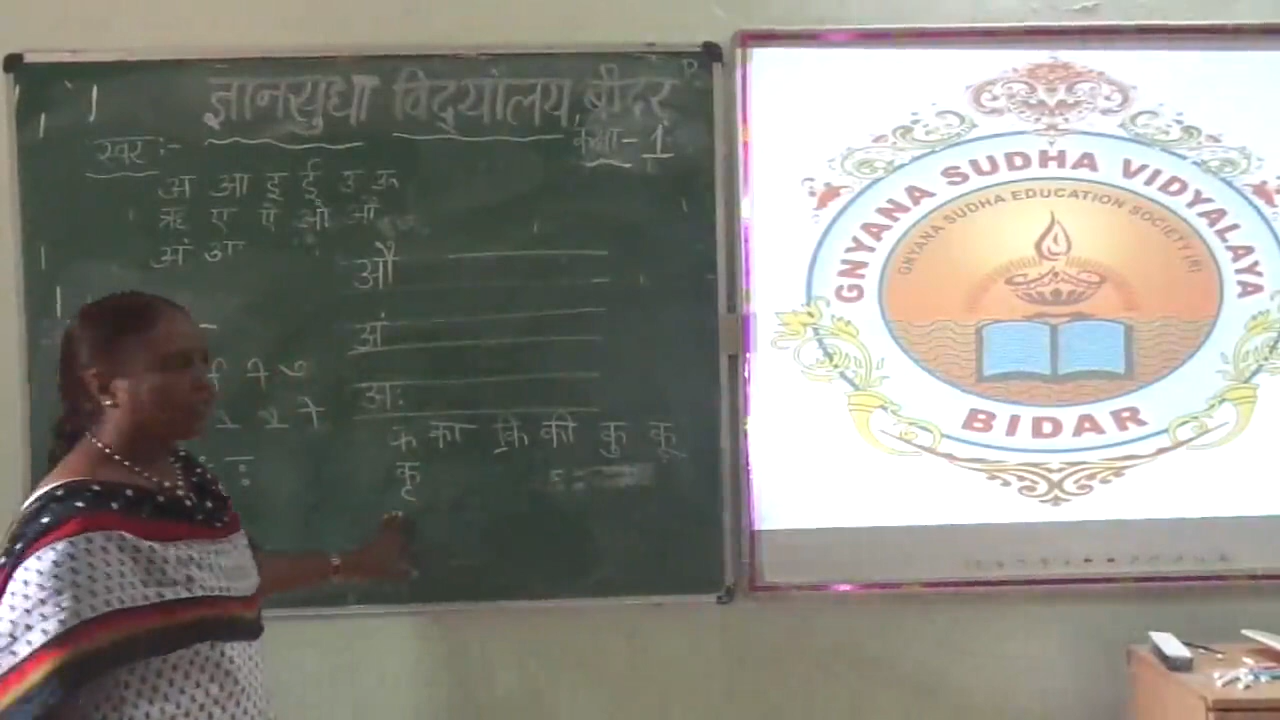 ज्ञानसुधा विद्यालय, बीदर
कक्षा - 1
स्वर :-
अ आ इ ई उ ऊ
ऋ ए ऐ ओ औ
अं अ
औ
अं
अः
क का कि की कु कू
कृ
GNYANA SUDHA VIDYALAYA
GNYANA SUDHA EDUCATION SOCIETY (R)
BIDAR